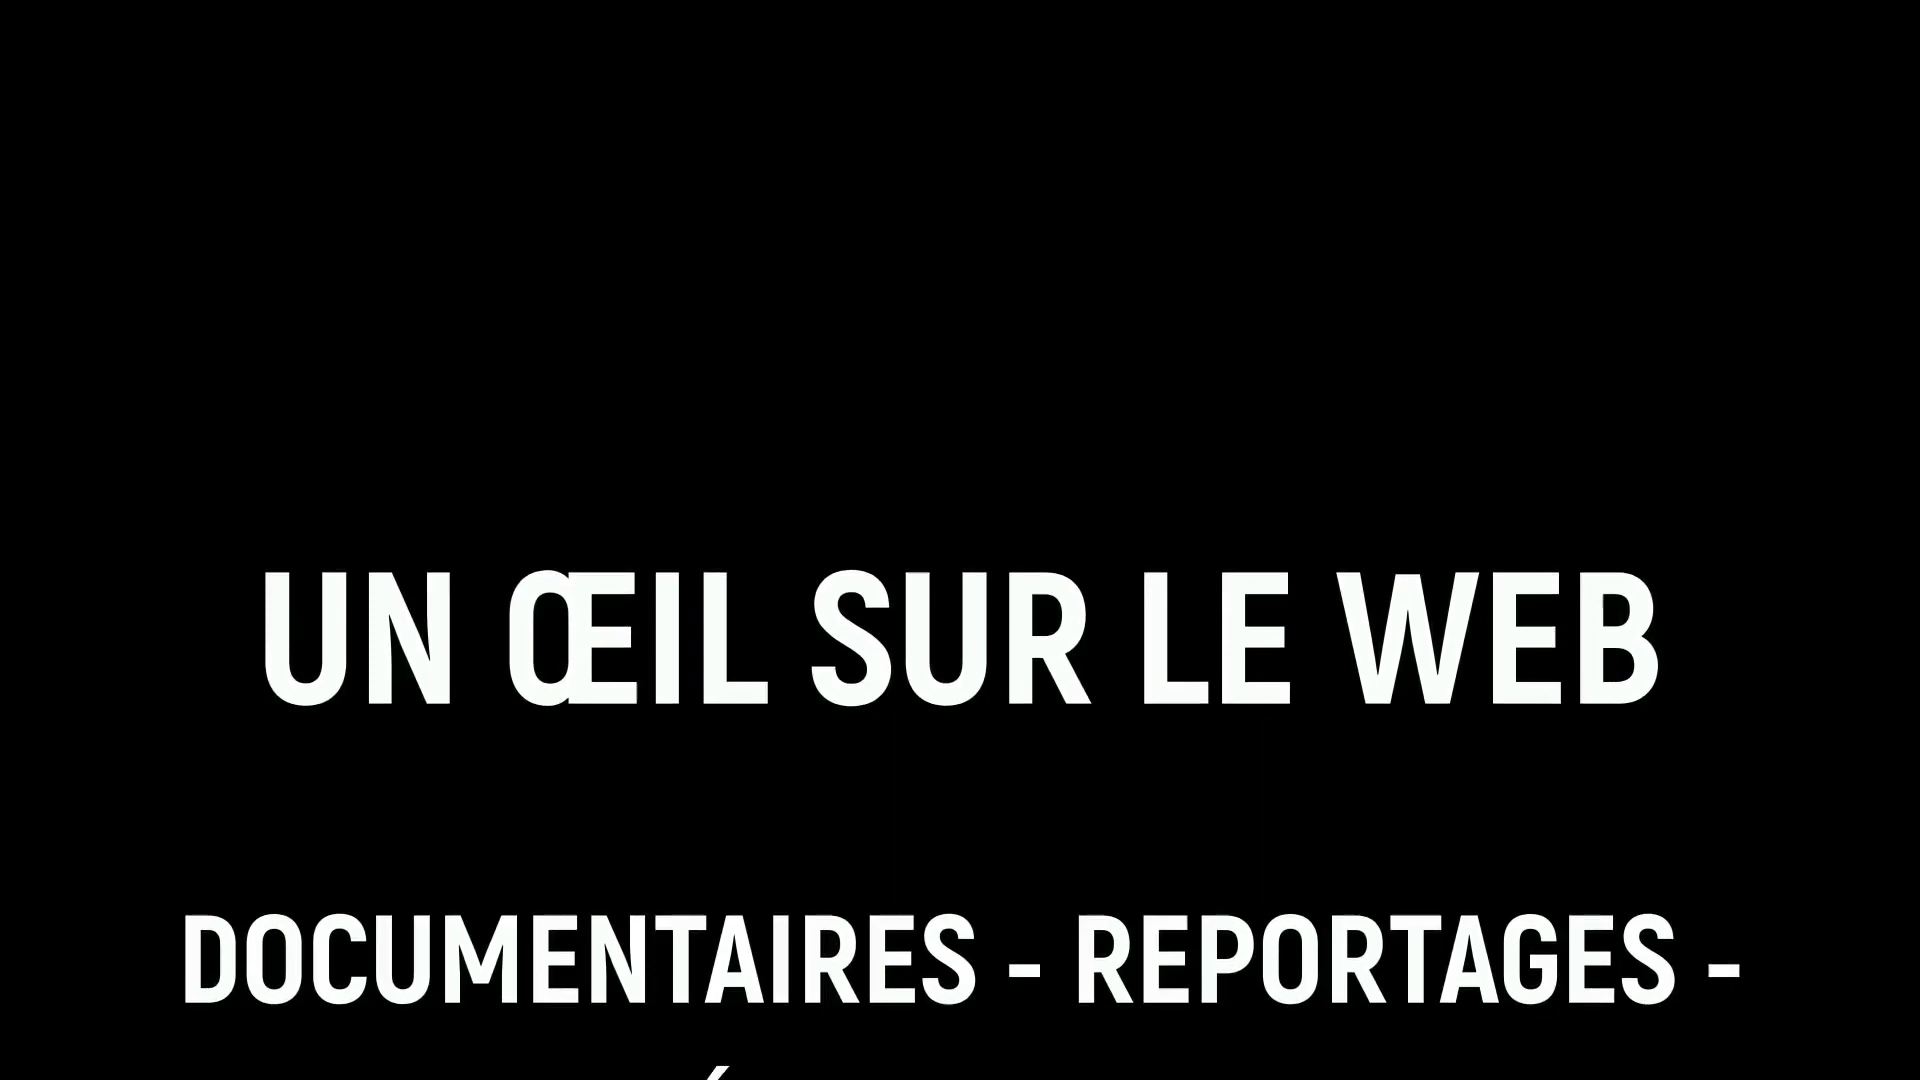 UN ŒIL SUR LE WEB
DOCUMENTAIRES - REPORTAGES -